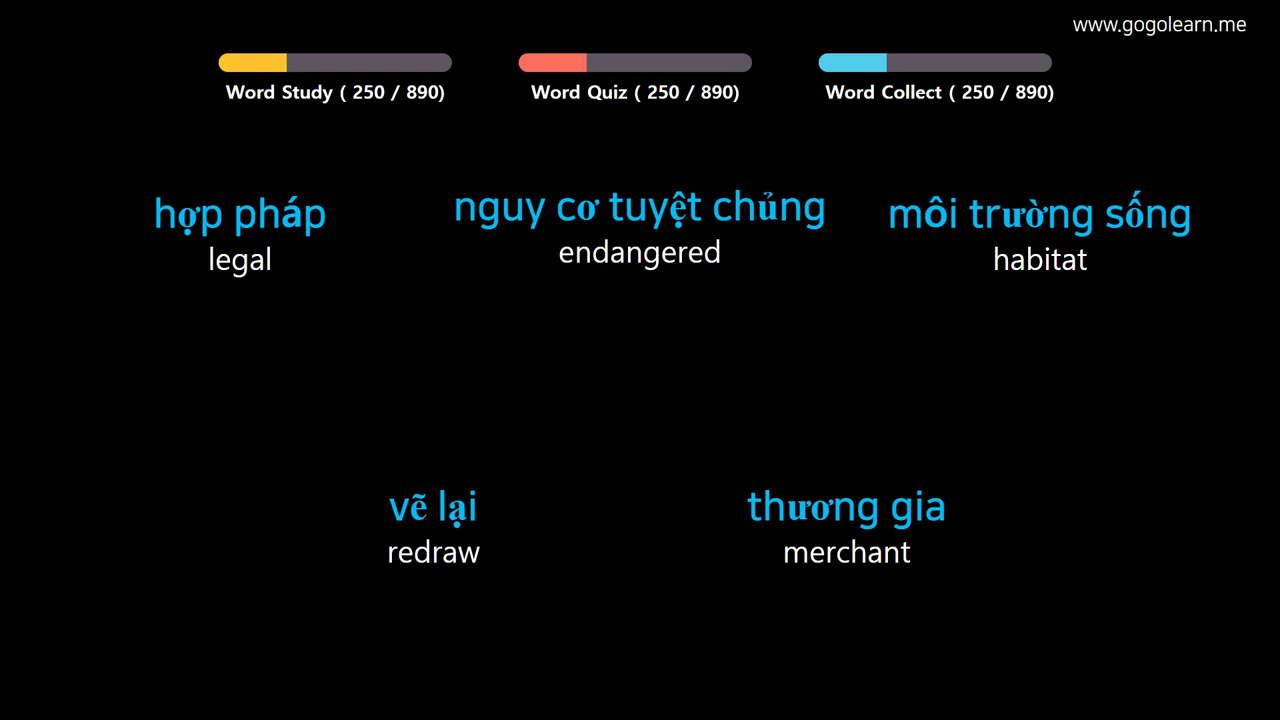 www.gogolearn.me
Word Study ( 250 / 890)
Word Quiz ( 250 / 890)
Word Collect ( 250 / 890)
hợp pháp
legal
nguy cơ tuyệt chủng
endangered
môi trường sống
habitat
vẽ lại
redraw
thương gia
merchant